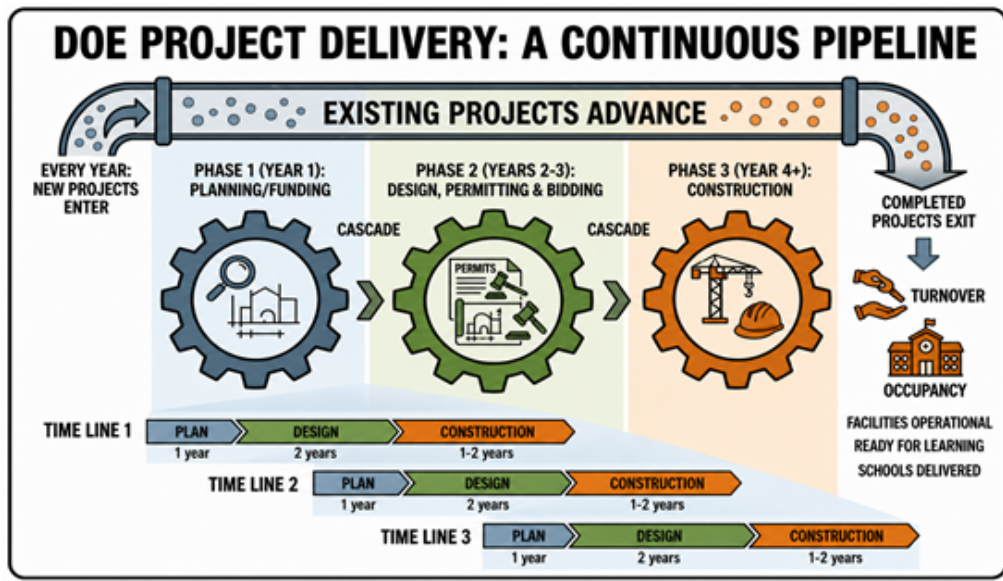 DOE PROJECT DELIVERY: A CONTINUOUS PIPELINE
EXISTING PROJECTS ADVANCE
EVERY YEAR:
NEW PROJECTS
ENTER
PHASE 1 (YEAR 1):
PLANNING/FUNDING
CASCADE
PHASE 2 (YEARS 2-3):
DESIGN, PERMITTING & BIDDING
PERMITS
CASCADE
PHASE 3 (YEAR 4+):
CONSTRUCTION
COMPLETED
PROJECTS EXIT
TURNOVER
OCCUPANCY
FACILITIES OPERATIONAL
READY FOR LEARNING
SCHOOLS DELIVERED
TIME LINE 1
PLAN
DESIGN
CONSTRUCTION
1 year
2 years
1-2 years
TIME LINE 2
PLAN
DESIGN
CONSTRUCTION
1 year
2 years
1-2 years
TIME LINE 3
PLAN
DESIGN
CONSTRUCTION
1 year
2 years
1-2 years